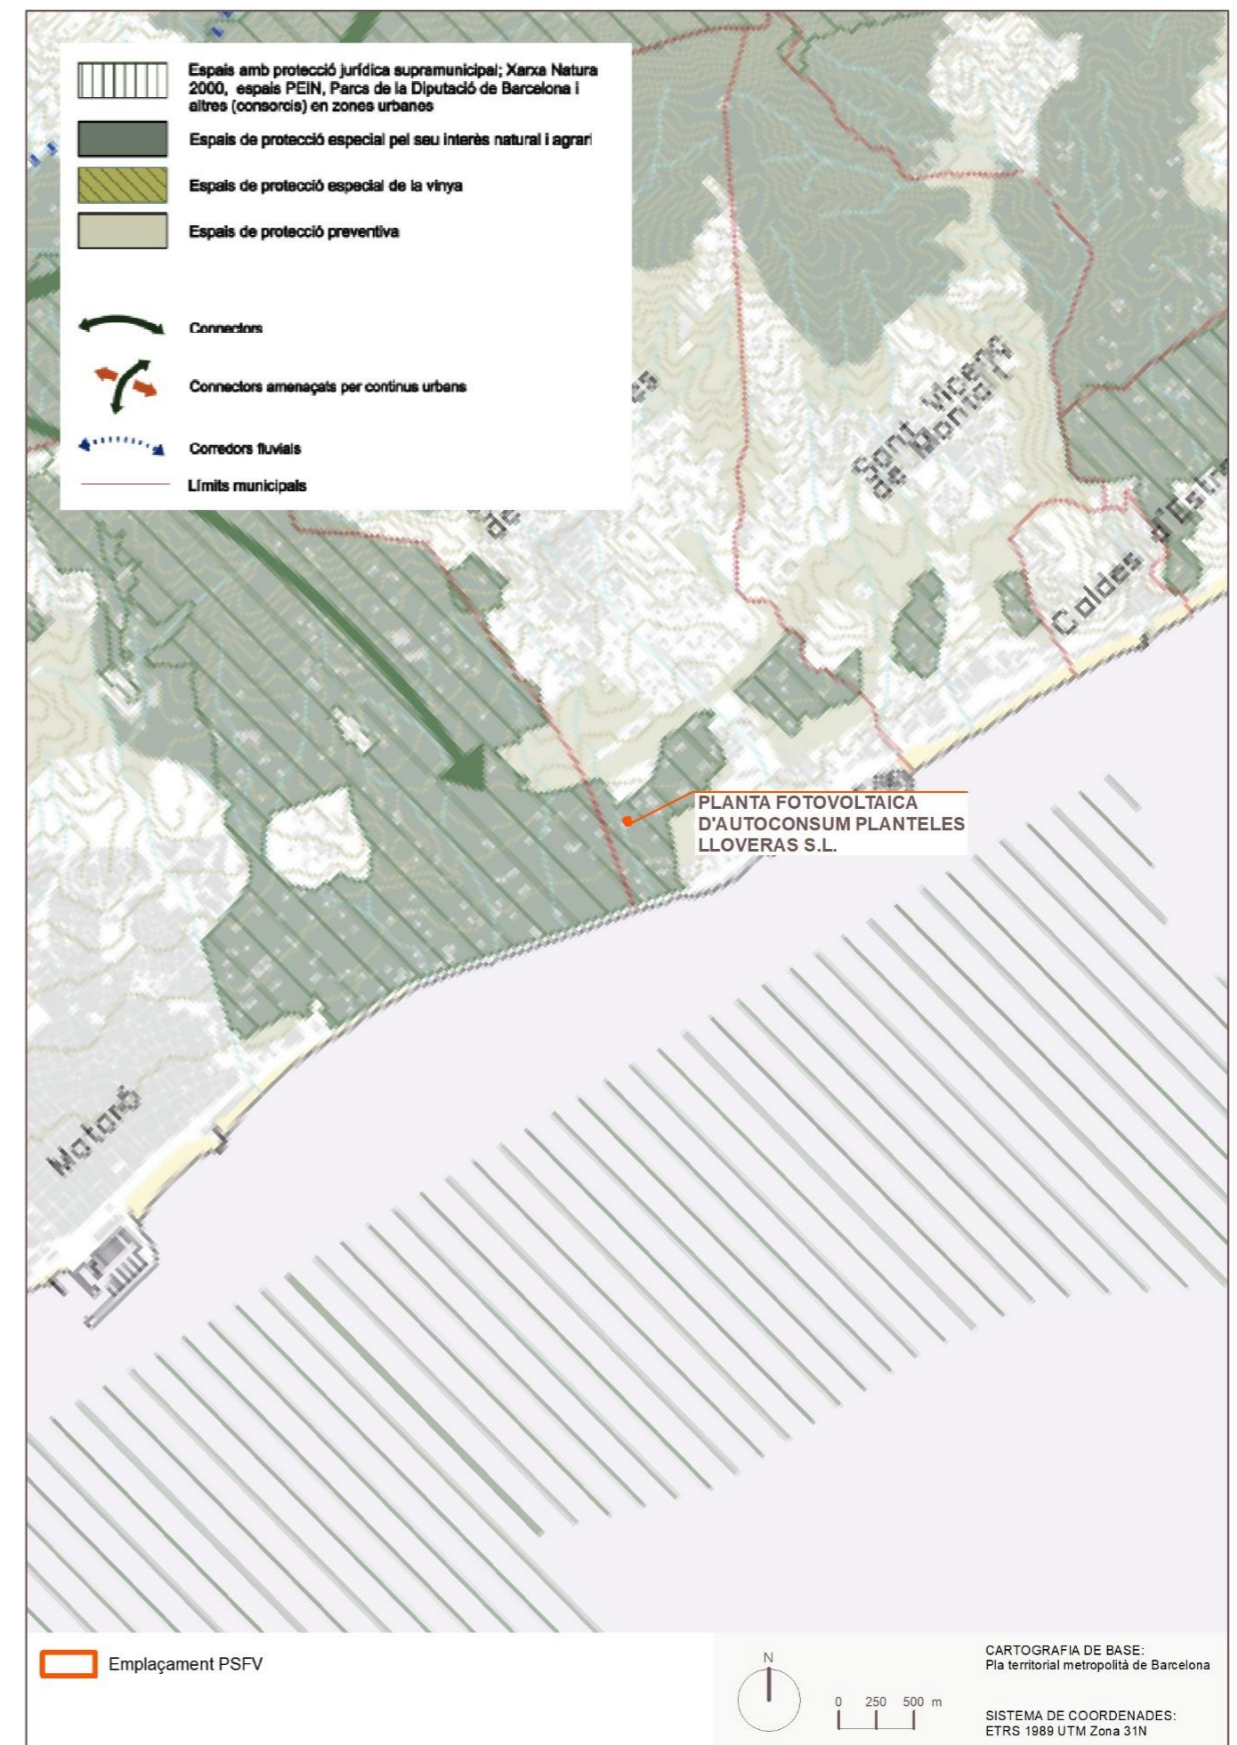 Espais amb protecció jurídica supramunicipal; Xarxa Natura
2000, espais PEIN, Parcs de la Diputació de Barcelona i
altres (consorcis) en zones urbanes
Espais de protecció especial pel seu interès natural i agrari
Espais de protecció especial de la vinya
Espais de protecció preventiva
Connectors
Connectors amenaçats per continus urbans
Corredors fluvials
Límits municipals
es
de
Sant Vicenç
de Montalt
Caldes d'Estr
PLANTA FOTOVOLTAICA
D'AUTOCONSUM PLANTELES
LLOVERAS S.L.
Mataró
Emplaçament PSFV
N
0 250 500 m
CARTOGRAFIA DE BASE:
Pla territorial metropolità de Barcelona
SISTEMA DE COORDENADES:
ETRS 1989 UTM Zona 31N